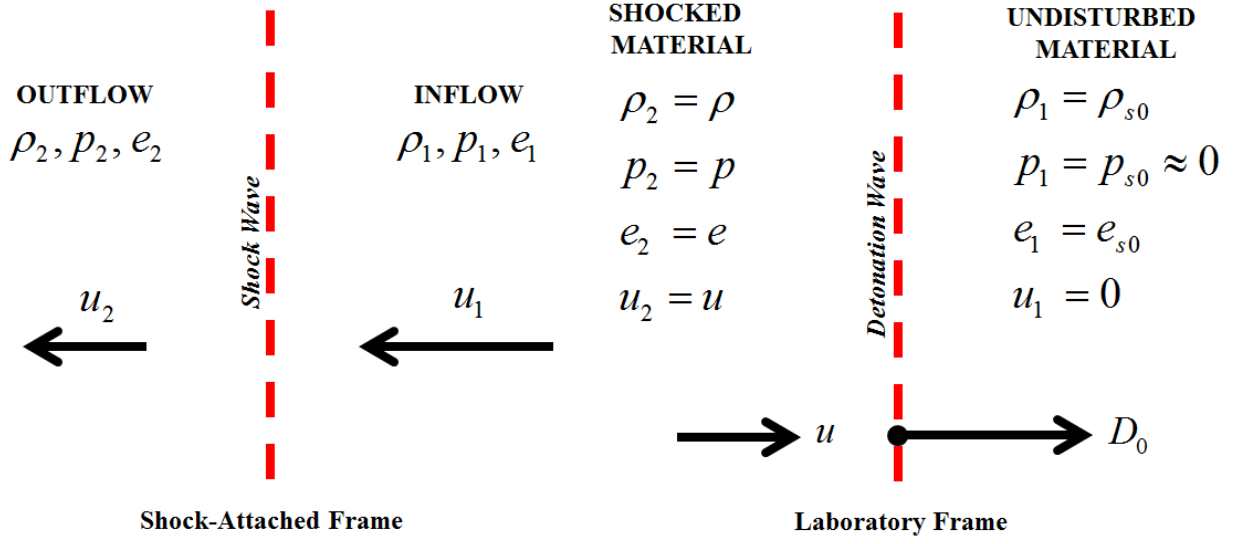 OUTFLOW
ρ₂, p₂, e₂
u₂
Shock Wave
INFLOW
ρ₁, p₁, e₁
u₁
Shock-Attached Frame
SHOCKED
MATERIAL
ρ₂ = ρ
p₂ = p
e₂ = e
u₂ = u
u
Detonation Wave
UNDISTURBED
MATERIAL
ρ₁ = ρₛ₀
p₁ = pₛ₀ ≈ 0
e₁ = eₛ₀
u₁ = 0
D₀
Laboratory Frame